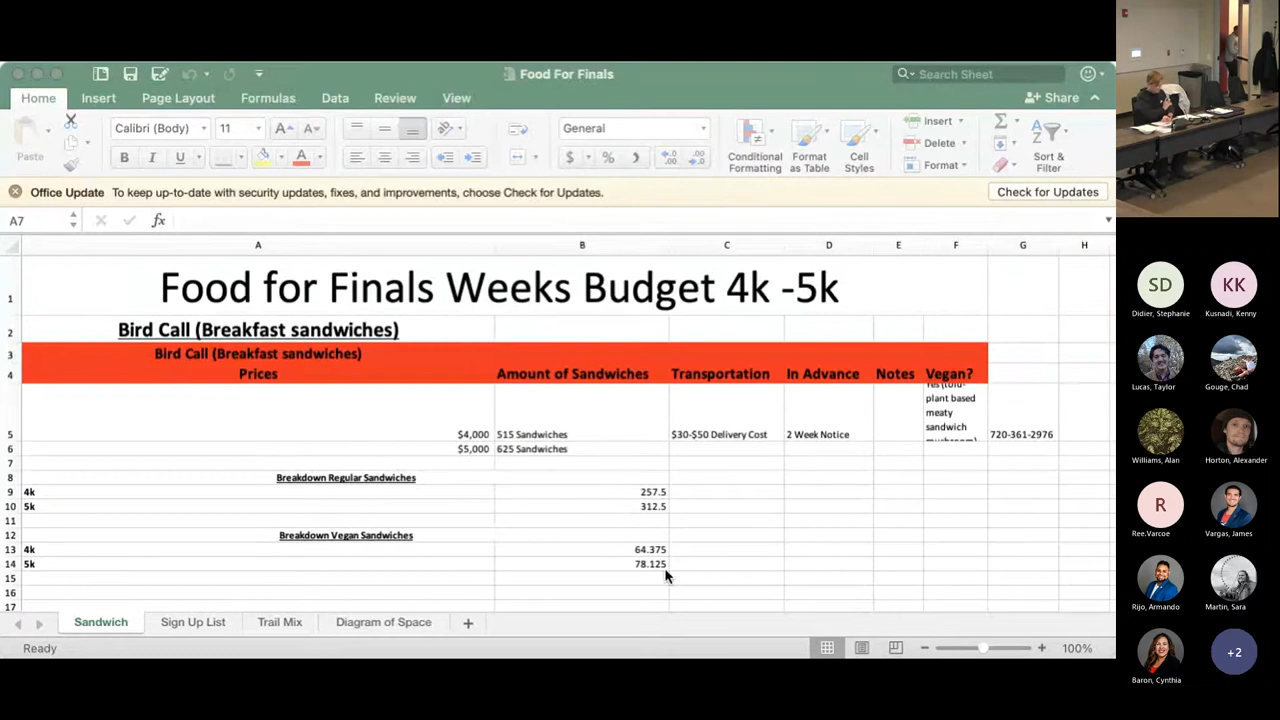 Food For Finals
Search Sheet
Home Insert Page Layout Formulas Data Review View
Share
Paste
Calibri (Body) 11
General
Conditional Formatting
Format as Table
Cell Styles
Insert
Delete
Format
Sort & Filter
Office Update To keep up-to-date with security updates, fixes, and improvements, choose Check for Updates.
Check for Updates
A7
fx
A B C D E F G H
1 Food for Finals Weeks Budget 4k -5k
2 Bird Call (Breakfast sandwiches)
3 Bird Call (Breakfast sandwiches)
4 Prices Amount of Sandwiches Transportation In Advance Notes Vegan?
plant based
meaty
sandwich
5 $4,000 515 Sandwiches $30-$50 Delivery Cost 2 Week Notice 720-361-2976
6 $5,000 625 Sandwiches
7
8 Breakdown Regular Sandwiches
9 4k 257.5
10 5k 312.5
11
12 Breakdown Vegan Sandwiches
13 4k 64.375
14 5k 78.125
15
16
17
Sandwich Sign Up List Trail Mix Diagram of Space
Ready
100%
SD KK
Didier, Stephanie Kusnadi, Kenny
Lucas, Taylor Gouge, Chad
Williams, Alan Horton, Alexander
R
Ree.Varcoe Vargas, James
Rijo, Armando Martin, Sara
+2
Baron, Cynthia